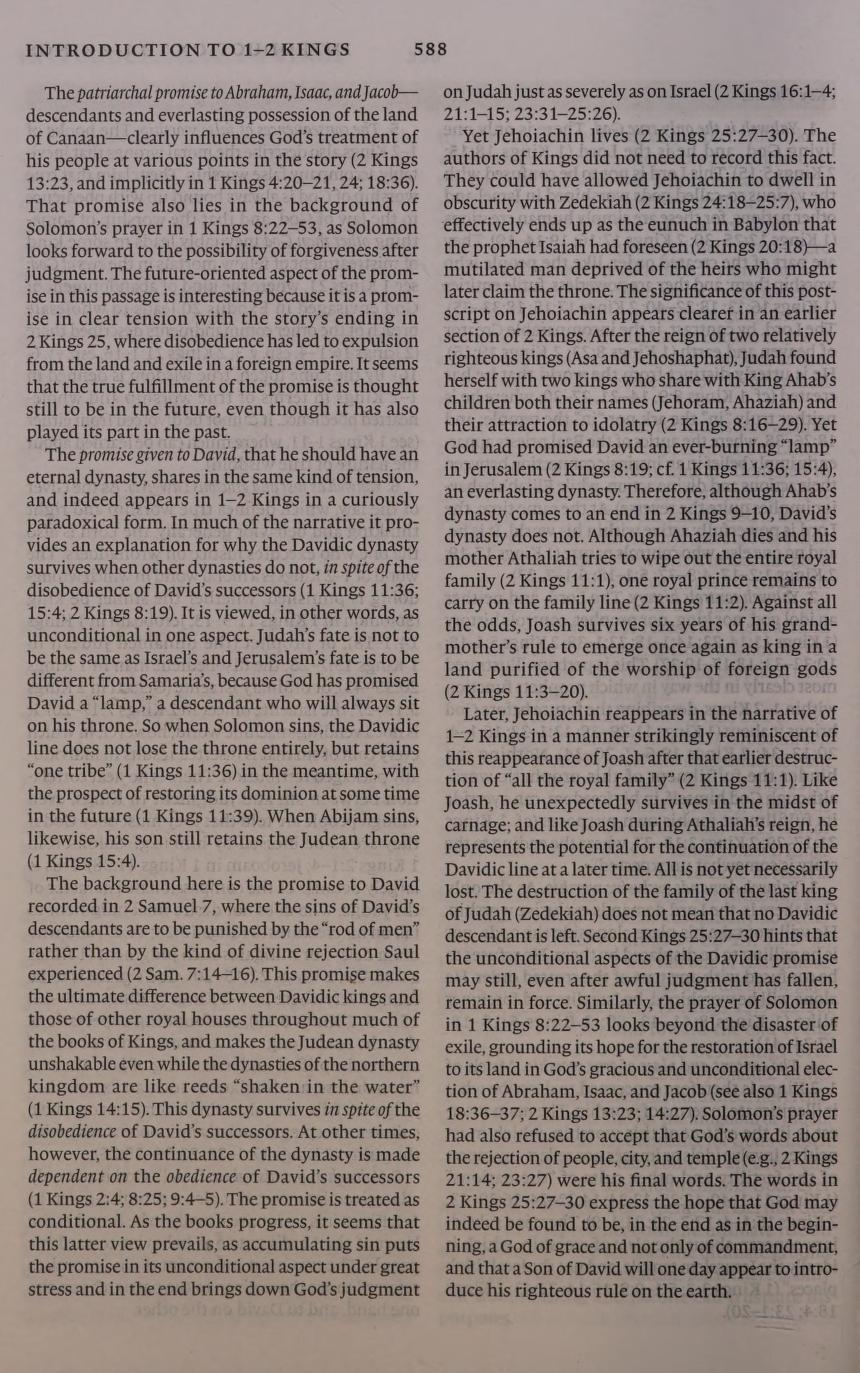 INTRODUCTION TO 1–2 KINGS 588
The patriarchal promise to Abraham, Isaac, and Jacob—
descendants and everlasting possession of the land
of Canaan—clearly influences God's treatment of
his people at various points in the story (2 Kings
13:23, and implicitly in 1 Kings 4:20–21, 24; 18:36).
That promise also lies in the background of
Solomon's prayer in 1 Kings 8:22–53, as Solomon
looks forward to the possibility of forgiveness after
judgment. The future-oriented aspect of the prom-
ise in this passage is interesting because it is a prom-
ise in clear tension with the story's ending in
2 Kings 25, where disobedience has led to expulsion
from the land and exile in a foreign empire. It seems
that the true fulfillment of the promise is thought
still to be in the future, even though it has also
played its part in the past.
The promise given to David, that he should have an
eternal dynasty, shares in the same kind of tension,
and indeed appears in 1–2 Kings in a curiously
paradoxical form. In much of the narrative it pro-
vides an explanation for why the Davidic dynasty
survives when other dynasties do not, in spite of the
disobedience of David's successors (1 Kings 11:36;
15:4; 2 Kings 8:19). It is viewed, in other words, as
unconditional in one aspect. Judah's fate is not to
be the same as Israel's and Jerusalem's fate is to be
different from Samaria's, because God has promised
David a “lamp,” a descendant who will always sit
on his throne. So when Solomon sins, the Davidic
line does not lose the throne entirely, but retains
“one tribe” (1 Kings 11:36) in the meantime, with
the prospect of restoring its dominion at some time
in the future (1 Kings 11:39). When Abijam sins,
likewise, his son still retains the Judean throne
(1 Kings 15:4).
The background here is the promise to David
recorded in 2 Samuel 7, where the sins of David's
descendants are to be punished by the “rod of men”
rather than by the kind of divine rejection Saul
experienced (2 Sam. 7:14–16). This promise makes
the ultimate difference between Davidic kings and
those of other royal houses throughout much of
the books of Kings, and makes the Judean dynasty
unshakable even while the dynasties of the northern
kingdom are like reeds “shaken in the water”
(1 Kings 14:15). This dynasty survives in spite of the
disobedience of David's successors. At other times,
however, the continuance of the dynasty is made
dependent on the obedience of David's successors
(1 Kings 2:4; 8:25; 9:4–5). The promise is treated as
conditional. As the books progress, it seems that
this latter view prevails, as accumulating sin puts
the promise in its unconditional aspect under great
stress and in the end brings down God's judgment
on Judah just as severely as on Israel (2 Kings 16:1–4;
21:1–15; 23:31–25:26).
Yet Jehoiachin lives (2 Kings 25:27–30). The
authors of Kings did not need to record this fact.
They could have allowed Jehoiachin to dwell in
obscurity with Zedekiah (2 Kings 24:18–25:7), who
effectively ends up as the eunuch in Babylon that
the prophet Isaiah had foreseen (2 Kings 20:18)—a
mutilated man deprived of the heirs who might
later claim the throne. The significance of this post-
script on Jehoiachin appears clearer in an earlier
section of 2 Kings. After the reign of two relatively
righteous kings (Asa and Jehoshaphat), Judah found
herself with two kings who share with King Ahab's
children both their names (Jehoram, Ahaziah) and
their attraction to idolatry (2 Kings 8:16–29). Yet
God had promised David an ever-burning “lamp”
in Jerusalem (2 Kings 8:19; cf. 1 Kings 11:36; 15:4),
an everlasting dynasty. Therefore, although Ahab's
dynasty comes to an end in 2 Kings 9–10, David's
dynasty does not. Although Ahaziah dies and his
mother Athaliah tries to wipe out the entire royal
family (2 Kings 11:1), one royal prince remains to
carry on the family line (2 Kings 11:2). Against all
the odds, Joash survives six years of his grand-
mother's rule to emerge once again as king in a
land purified of the worship of foreign gods
(2 Kings 11:3–20).
Later, Jehoiachin reappears in the narrative of
1–2 Kings in a manner strikingly reminiscent of
this reappearance of Joash after that earlier destruc-
tion of “all the royal family” (2 Kings 11:1). Like
Joash, he unexpectedly survives in the midst of
carnage; and like Joash during Athaliah's reign, he
represents the potential for the continuation of the
Davidic line at a later time. All is not yet necessarily
lost. The destruction of the family of the last king
of Judah (Zedekiah) does not mean that no Davidic
descendant is left. Second Kings 25:27–30 hints that
the unconditional aspects of the Davidic promise
may still, even after awful judgment has fallen,
remain in force. Similarly, the prayer of Solomon
in 1 Kings 8:22–53 looks beyond the disaster of
exile, grounding its hope for the restoration of Israel
to its land in God's gracious and unconditional elec-
tion of Abraham, Isaac, and Jacob (see also 1 Kings
18:36–37; 2 Kings 13:23; 14:27). Solomon's prayer
had also refused to accept that God's words about
the rejection of people, city, and temple (e.g., 2 Kings
21:14; 23:27) were his final words. The words in
2 Kings 25:27–30 express the hope that God may
indeed be found to be, in the end as in the begin-
ning, a God of grace and not only of commandment,
and that a Son of David will one day appear to intro-
duce his righteous rule on the earth.